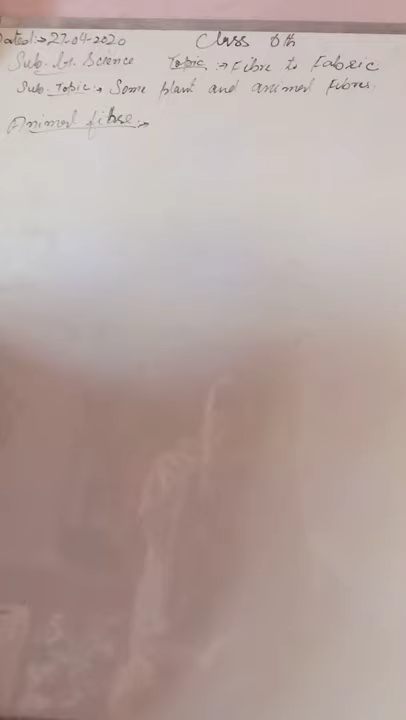 Dated:→27-04-2020 Class 6th
Sub. Gr. Science Topic :→ Fibre to Fabric
Sub-Topic:→ Some plant and animal Fibres.
Animal fibre:→